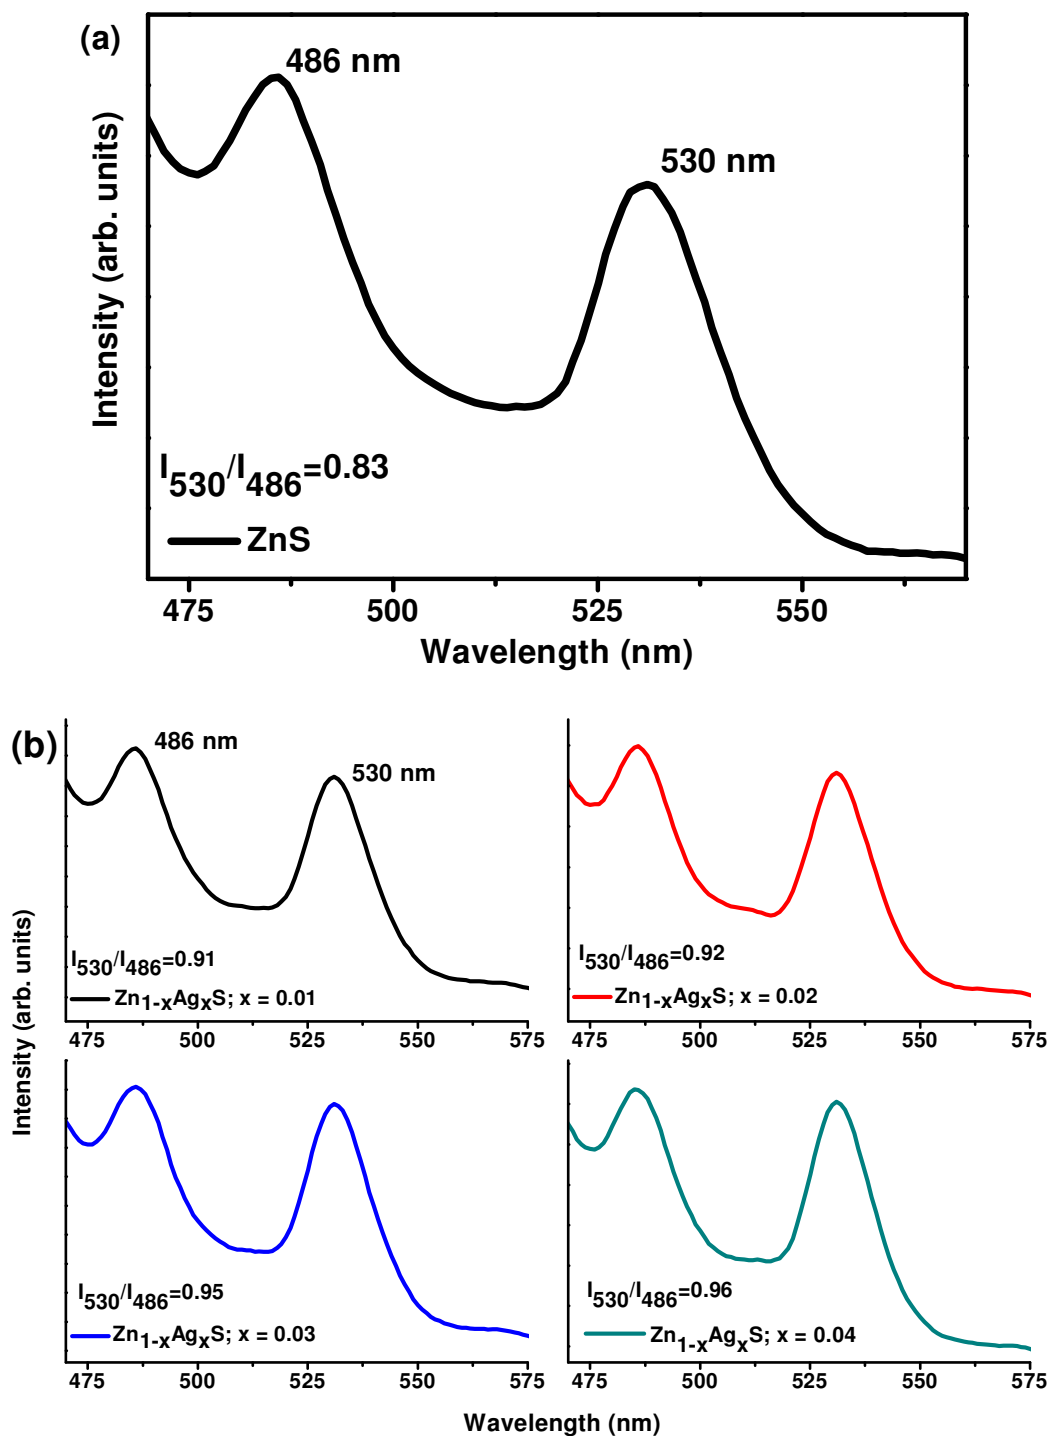 (a)
486 nm
530 nm
Intensity (arb. units)
I530/I486=0.83
ZnS
475 500 525 550
Wavelength (nm)
(b)
486 nm
530 nm
I530/I486=0.91
Zn1-xAgxS; x = 0.01
475 500 525 550 575
I530/I486=0.92
Zn1-xAgxS; x = 0.02
475 500 525 550 575
Intensity (arb. units)
I530/I486=0.95
Zn1-xAgxS; x = 0.03
475 500 525 550 575
I530/I486=0.96
Zn1-xAgxS; x = 0.04
475 500 525 550 575
Wavelength (nm)